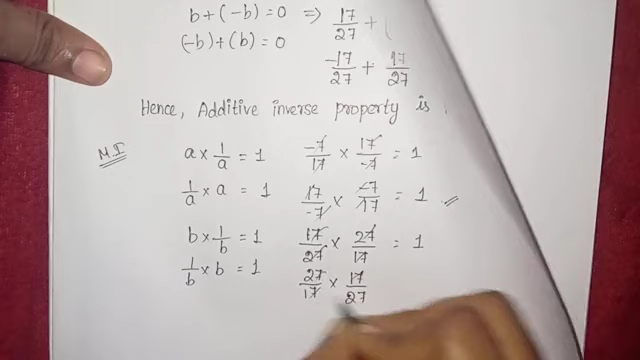 b + (-b) = 0 ⇒ 17/27 + (
(-b) + (b) = 0 -17/27 + 17/27
Hence, Additive inverse property is
M.I a × 1/a = 1 -7/17 × 17/-7 = 1
1/a × a = 1 17/-7 × -7/17 = 1
b × 1/b = 1 17/27 × 27/17 = 1
1/b × b = 1 27/17 × 17/27